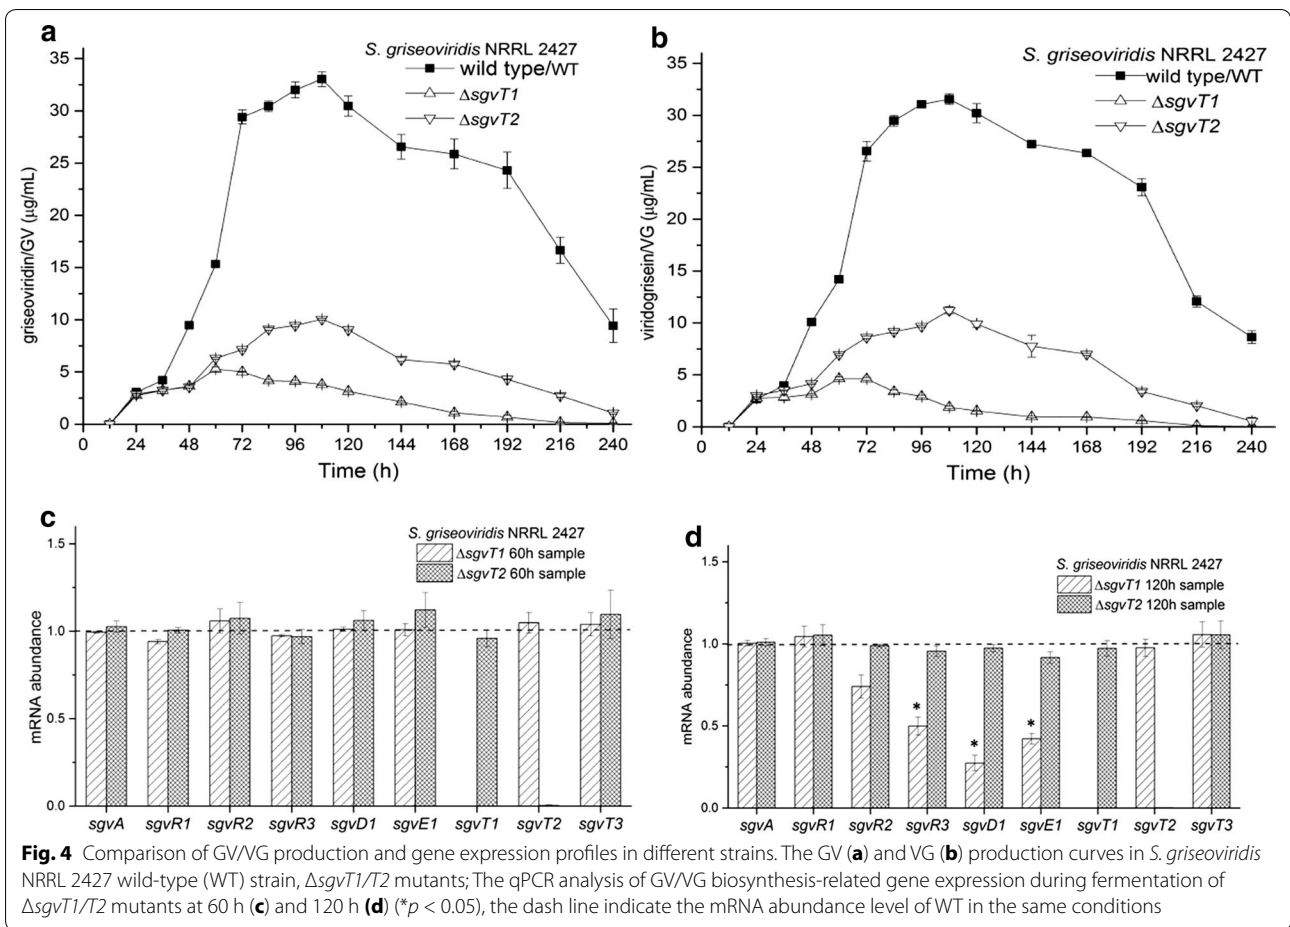 a
S. griseoviridis NRRL 2427
wild type/WT
ΔsgvT1
ΔsgvT2
griseoviridin/GV (μg/mL)
35
30
25
20
15
10
5
0
0 24 48 72 96 120 144 168 192 216 240
Time (h)
b
S. griseoviridis NRRL 2427
wild type/WT
ΔsgvT1
ΔsgvT2
viridogrisein/VG (μg/mL)
35
30
25
20
15
10
5
0
0 24 48 72 96 120 144 168 192 216 240
Time (h)
c
S. griseoviridis NRRL 2427
ΔsgvT1 60h sample
ΔsgvT2 60h sample
mRNA abundance
1.5
1.0
0.5
0.0
sgvA sgvR1 sgvR2 sgvR3 sgvD1 sgvE1 sgvT1 sgvT2 sgvT3
d
S. griseoviridis NRRL 2427
ΔsgvT1 120h sample
ΔsgvT2 120h sample
mRNA abundance
1.5
1.0
0.5
0.0
* * *
sgvA sgvR1 sgvR2 sgvR3 sgvD1 sgvE1 sgvT1 sgvT2 sgvT3
Fig. 4 Comparison of GV/VG production and gene expression profiles in different strains. The GV (a) and VG (b) production curves in S. griseoviridis
NRRL 2427 wild-type (WT) strain, ΔsgvT1/T2 mutants; The qPCR analysis of GV/VG biosynthesis-related gene expression during fermentation of
ΔsgvT1/T2 mutants at 60 h (c) and 120 h (d) (*p < 0.05), the dash line indicate the mRNA abundance level of WT in the same conditions